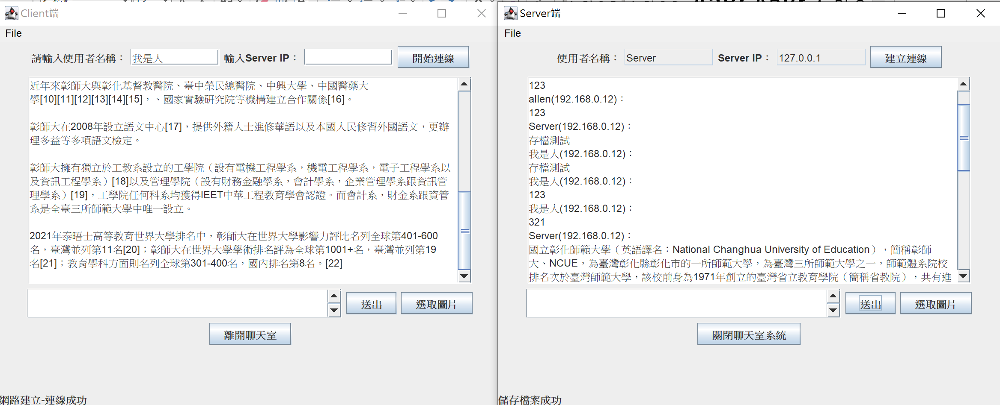 Client端
File
請輸入使用者名稱： 我是人 輸入Server IP： 開始連線
近年來彰師大與彰化基督教醫院、臺中榮民總醫院、中興大學、中國醫藥大
學[10][11][12][13][14][15]，、國家實驗研究院等機構建立合作關係[16]。
彰師大在2008年設立語文中心[17]，提供外籍人士進修華語以及本國人民修習外國語文，更辦
理多益等多項語文檢定。
彰師大擁有獨立於工教系設立的工學院（設有電機工程學系，機電工程學系，電子工程學系以
及資訊工程學系）[18]以及管理學院（設有財務金融學系，會計學系，企業管理學系跟資訊管
理學系）[19]，工學院任何科系均獲得IEET中華工程教育學會認證。而會計系，財金系跟資管
系是全臺三所師範大學中唯一設立。
2021年泰晤士高等教育世界大學排名中，彰師大在世界大學影響力評比名列全球第401-600
名，臺灣並列第11名[20]；彰師大在世界大學學術排名評為全球第1001+名，臺灣並列第19
名[21]；教育學科方面則名列全球第301-400名，國內排名第8名。[22]
送出 選取圖片
離開聊天室
網路建立-連線成功
Server端
File
使用者名稱： Server Server IP： 127.0.0.1 建立連線
123
allen(192.168.0.12)：
123
Server(192.168.0.12)：
存檔測試
我是人(192.168.0.12)：
存檔測試
我是人(192.168.0.12)：
123
我是人(192.168.0.12)：
321
Server(192.168.0.12)：
國立彰化師範大學（英語譯名：National Changhua University of Education），簡稱彰師
大、NCUE，為臺灣彰化縣彰化市的一所師範大學，為臺灣三所師範大學之一，師範體系院校
排名次於臺灣師範大學，該校前身為1971年創立的臺灣省立教育學院（簡稱省教院），共有進
送出 選取圖片
關閉聊天室系統
儲存檔案成功